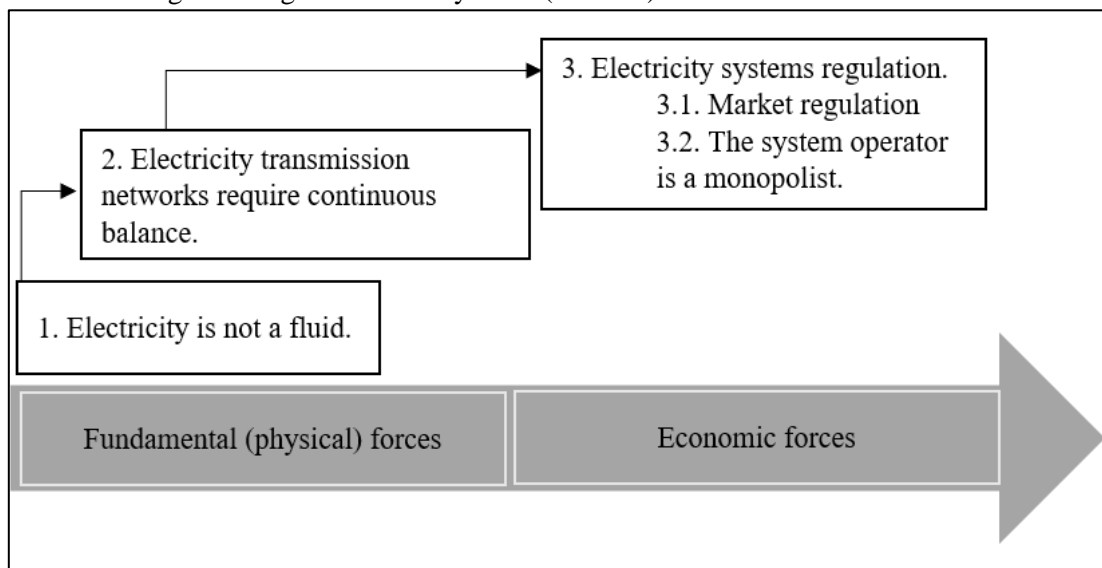 3. Electricity systems regulation.
3.1. Market regulation
3.2. The system operator
is a monopolist.
2. Electricity transmission
networks require continuous
balance.
1. Electricity is not a fluid.
Fundamental (physical) forces
Economic forces